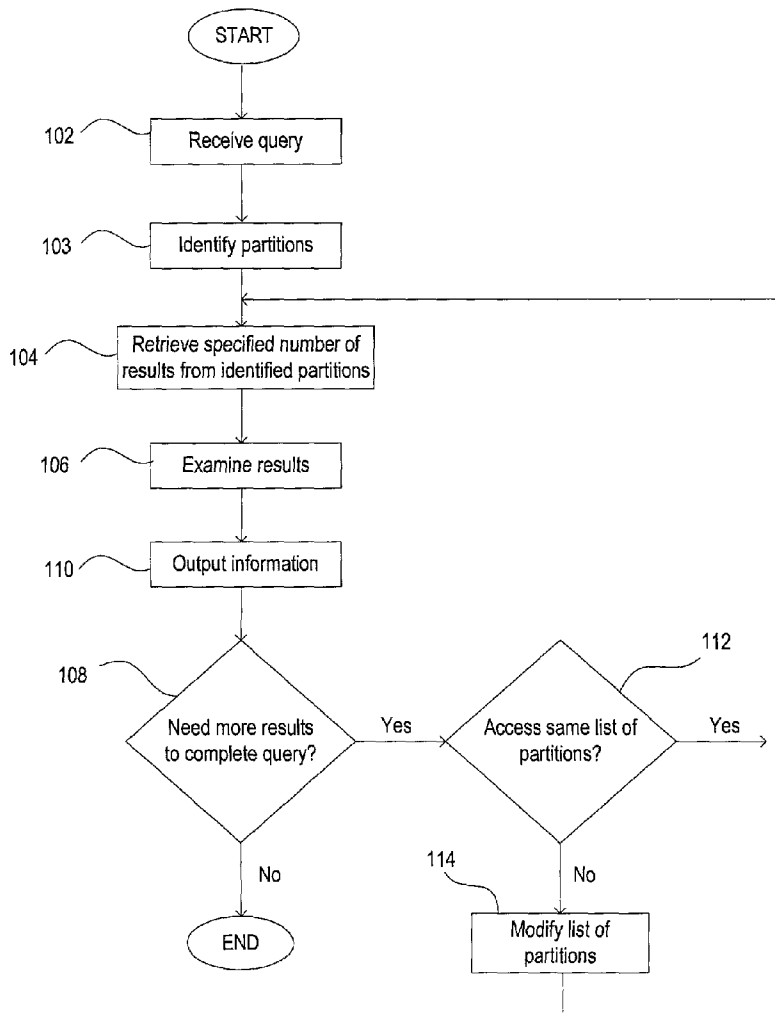 START
102
Receive query
103
Identify partitions
104
Retrieve specified number of
results from identified partitions
106
Examine results
110
Output information
108
Need more results
to complete query?
Yes
112
Access same list of
partitions?
Yes
No
END
No
114
Modify list of
partitions